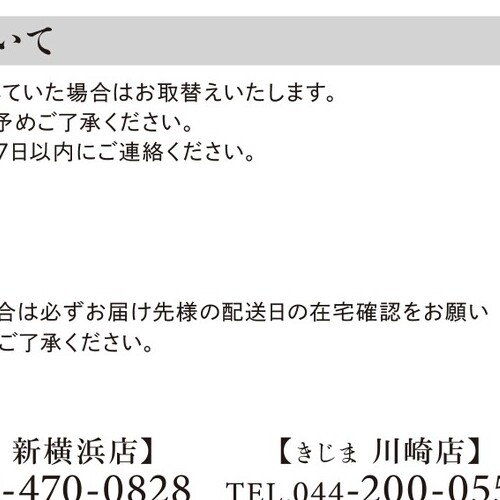 いて
ていた場合はお取替えいたします。
予めご了承ください。
7日以内にご連絡ください。
合は必ずお届け先様の配送日の在宅確認をお願い
ご了承ください。
新横浜店】 【きじま 川崎店】
-470-0828 TEL.044-200-055